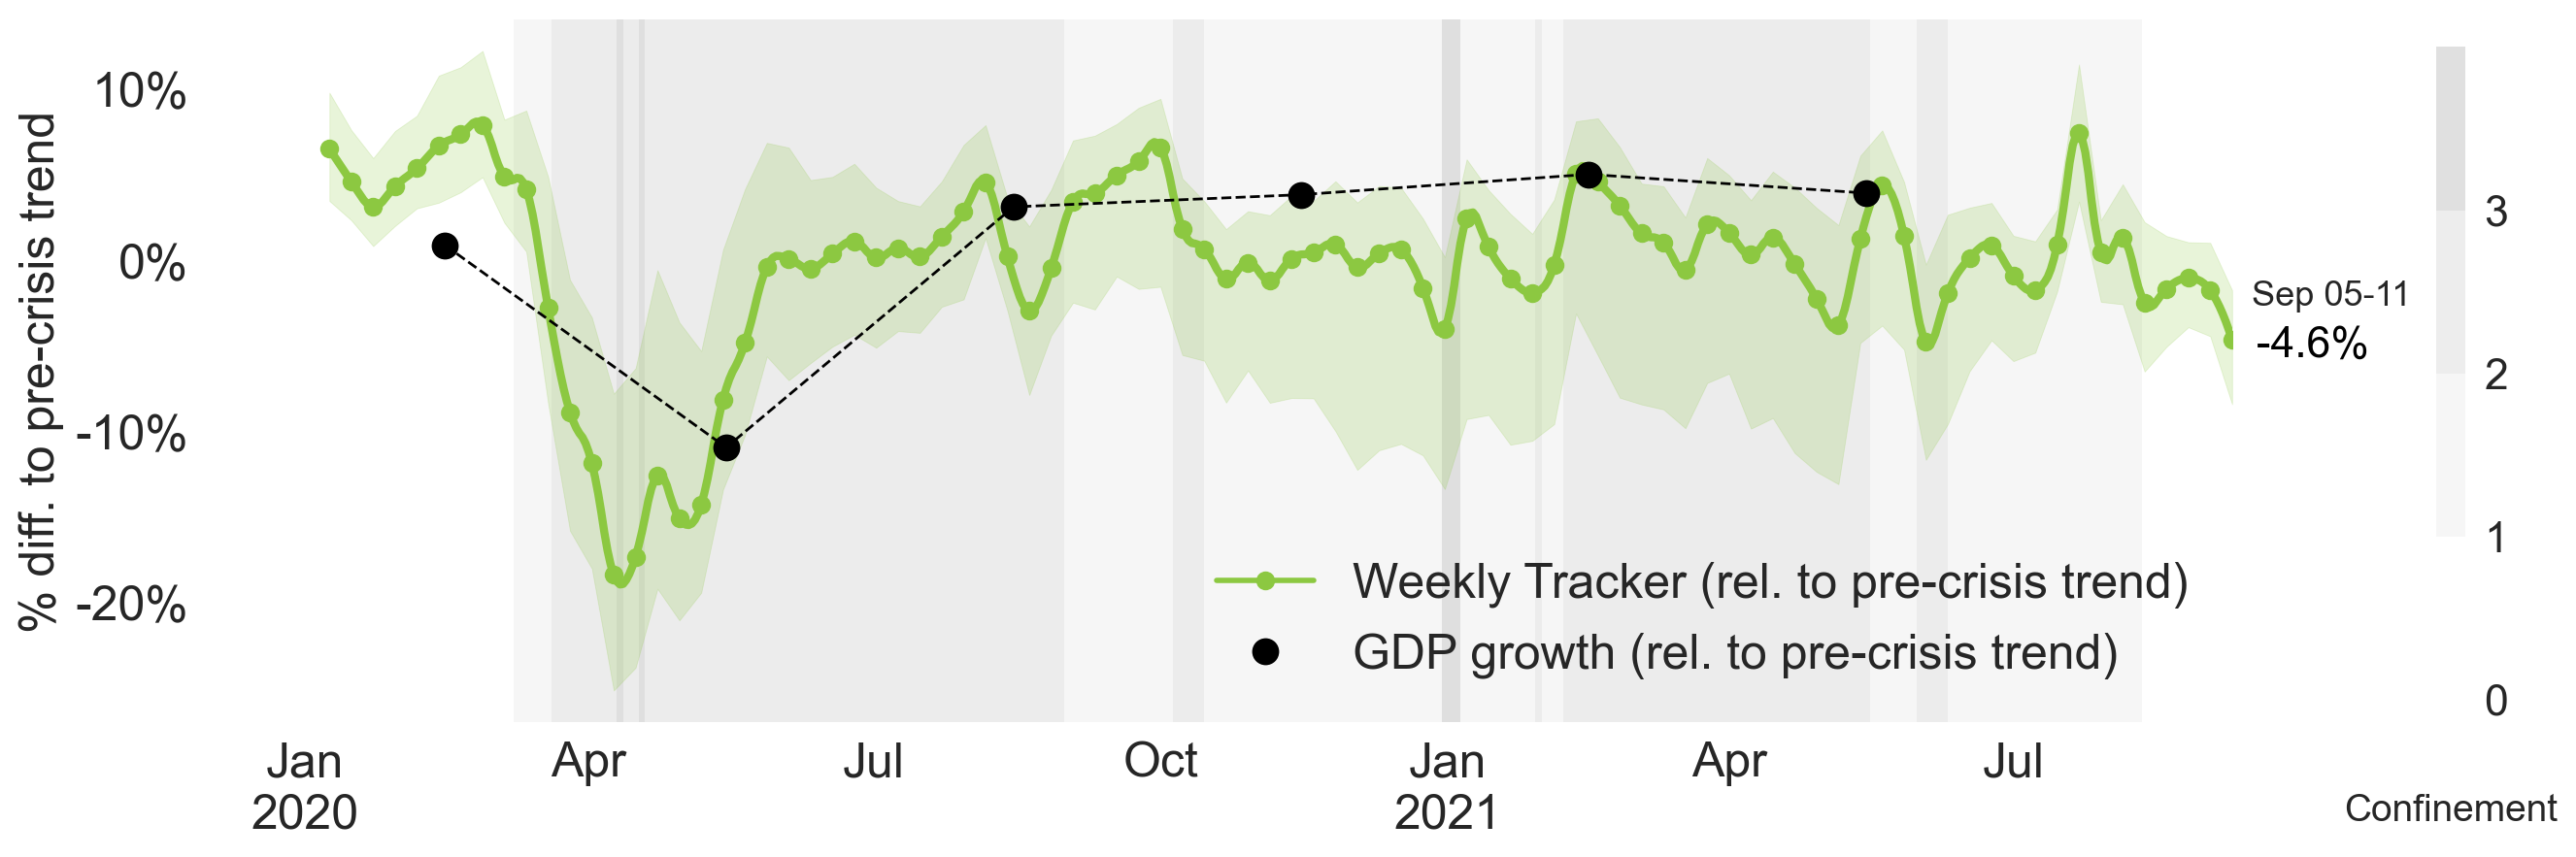 % diff. to pre-crisis trend
10%
0%
-10%
-20%
Jan
2020
Apr
Jul
Oct
Jan
2021
Apr
Jul
Weekly Tracker (rel. to pre-crisis trend)
GDP growth (rel. to pre-crisis trend)
Sep 05-11
-4.6%
3
2
1
0
Confinement